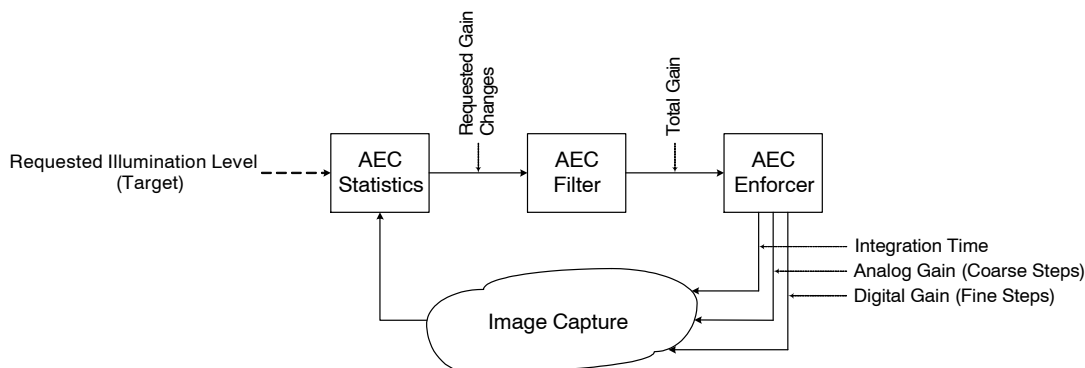 Requested Gain
Changes
Total Gain
Requested Illumination Level
(Target)
AEC
Statistics
AEC
Filter
AEC
Enforcer
Integration Time
Analog Gain (Coarse Steps)
Digital Gain (Fine Steps)
Image Capture